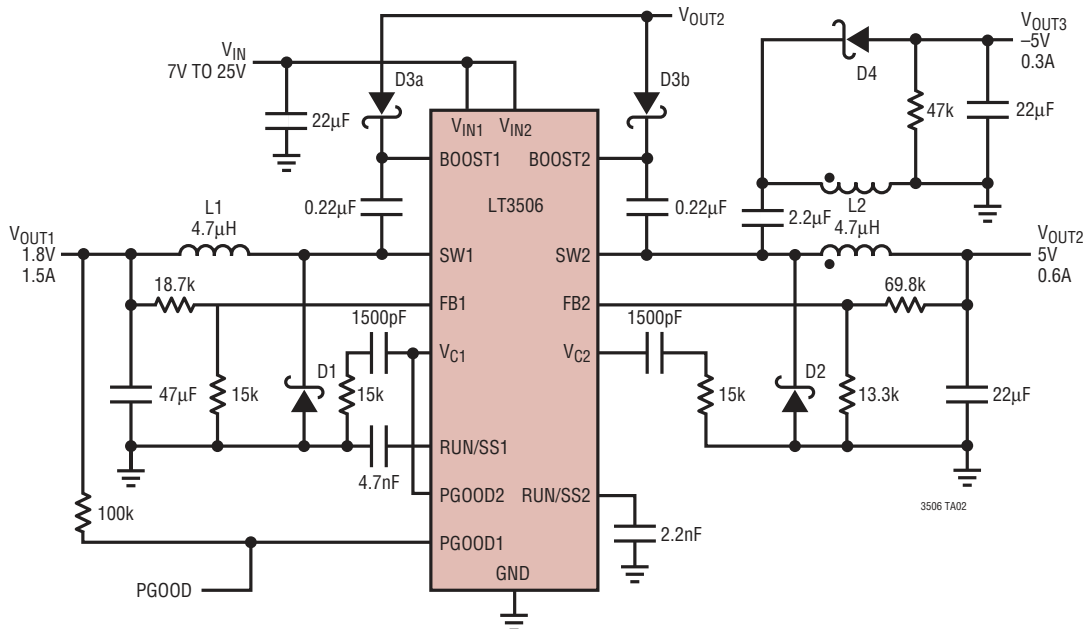 VOUT2
VOUT3
–5V
0.3A
D4
VIN
7V TO 25V
D3a
D3b
47k
22µF
22µF
VIN1 VIN2
BOOST1 BOOST2
LT3506
0.22µF
0.22µF
2.2µF
L2
4.7µH
L1
4.7µH
VOUT1
1.8V
1.5A
SW1 SW2
VOUT2
5V
0.6A
18.7k
69.8k
FB1 FB2
1500pF
1500pF
VC1 VC2
D1
D2
47µF
15k
15k
15k
13.3k
22µF
RUN/SS1
4.7nF
PGOOD2 RUN/SS2
3506 TA02
100k
2.2nF
PGOOD1
GND
PGOOD